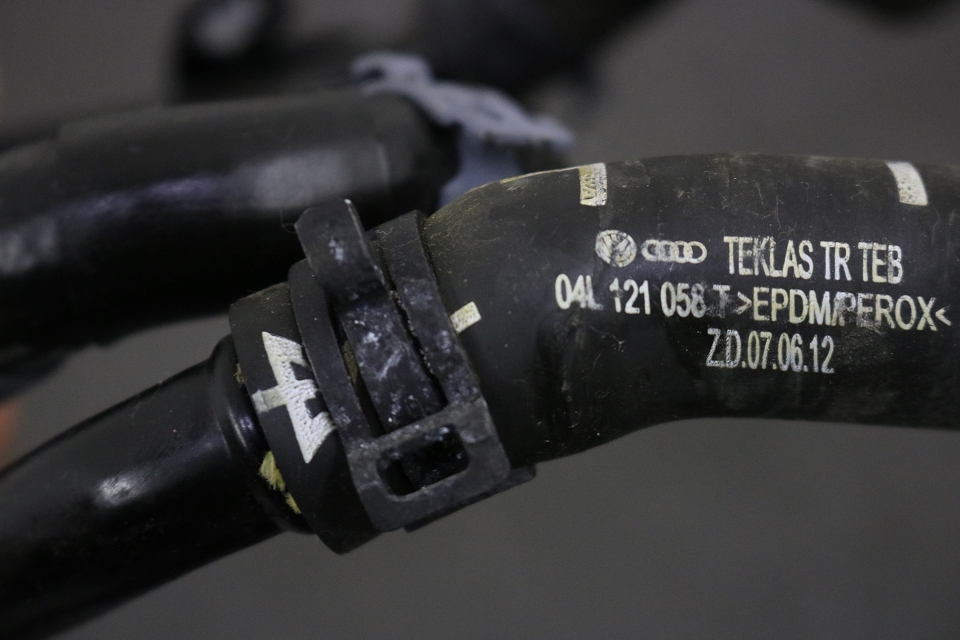 TEKLAS TR TEB
04L 121 058 T >EPDM/PEROX<
Z.D.07.06.12